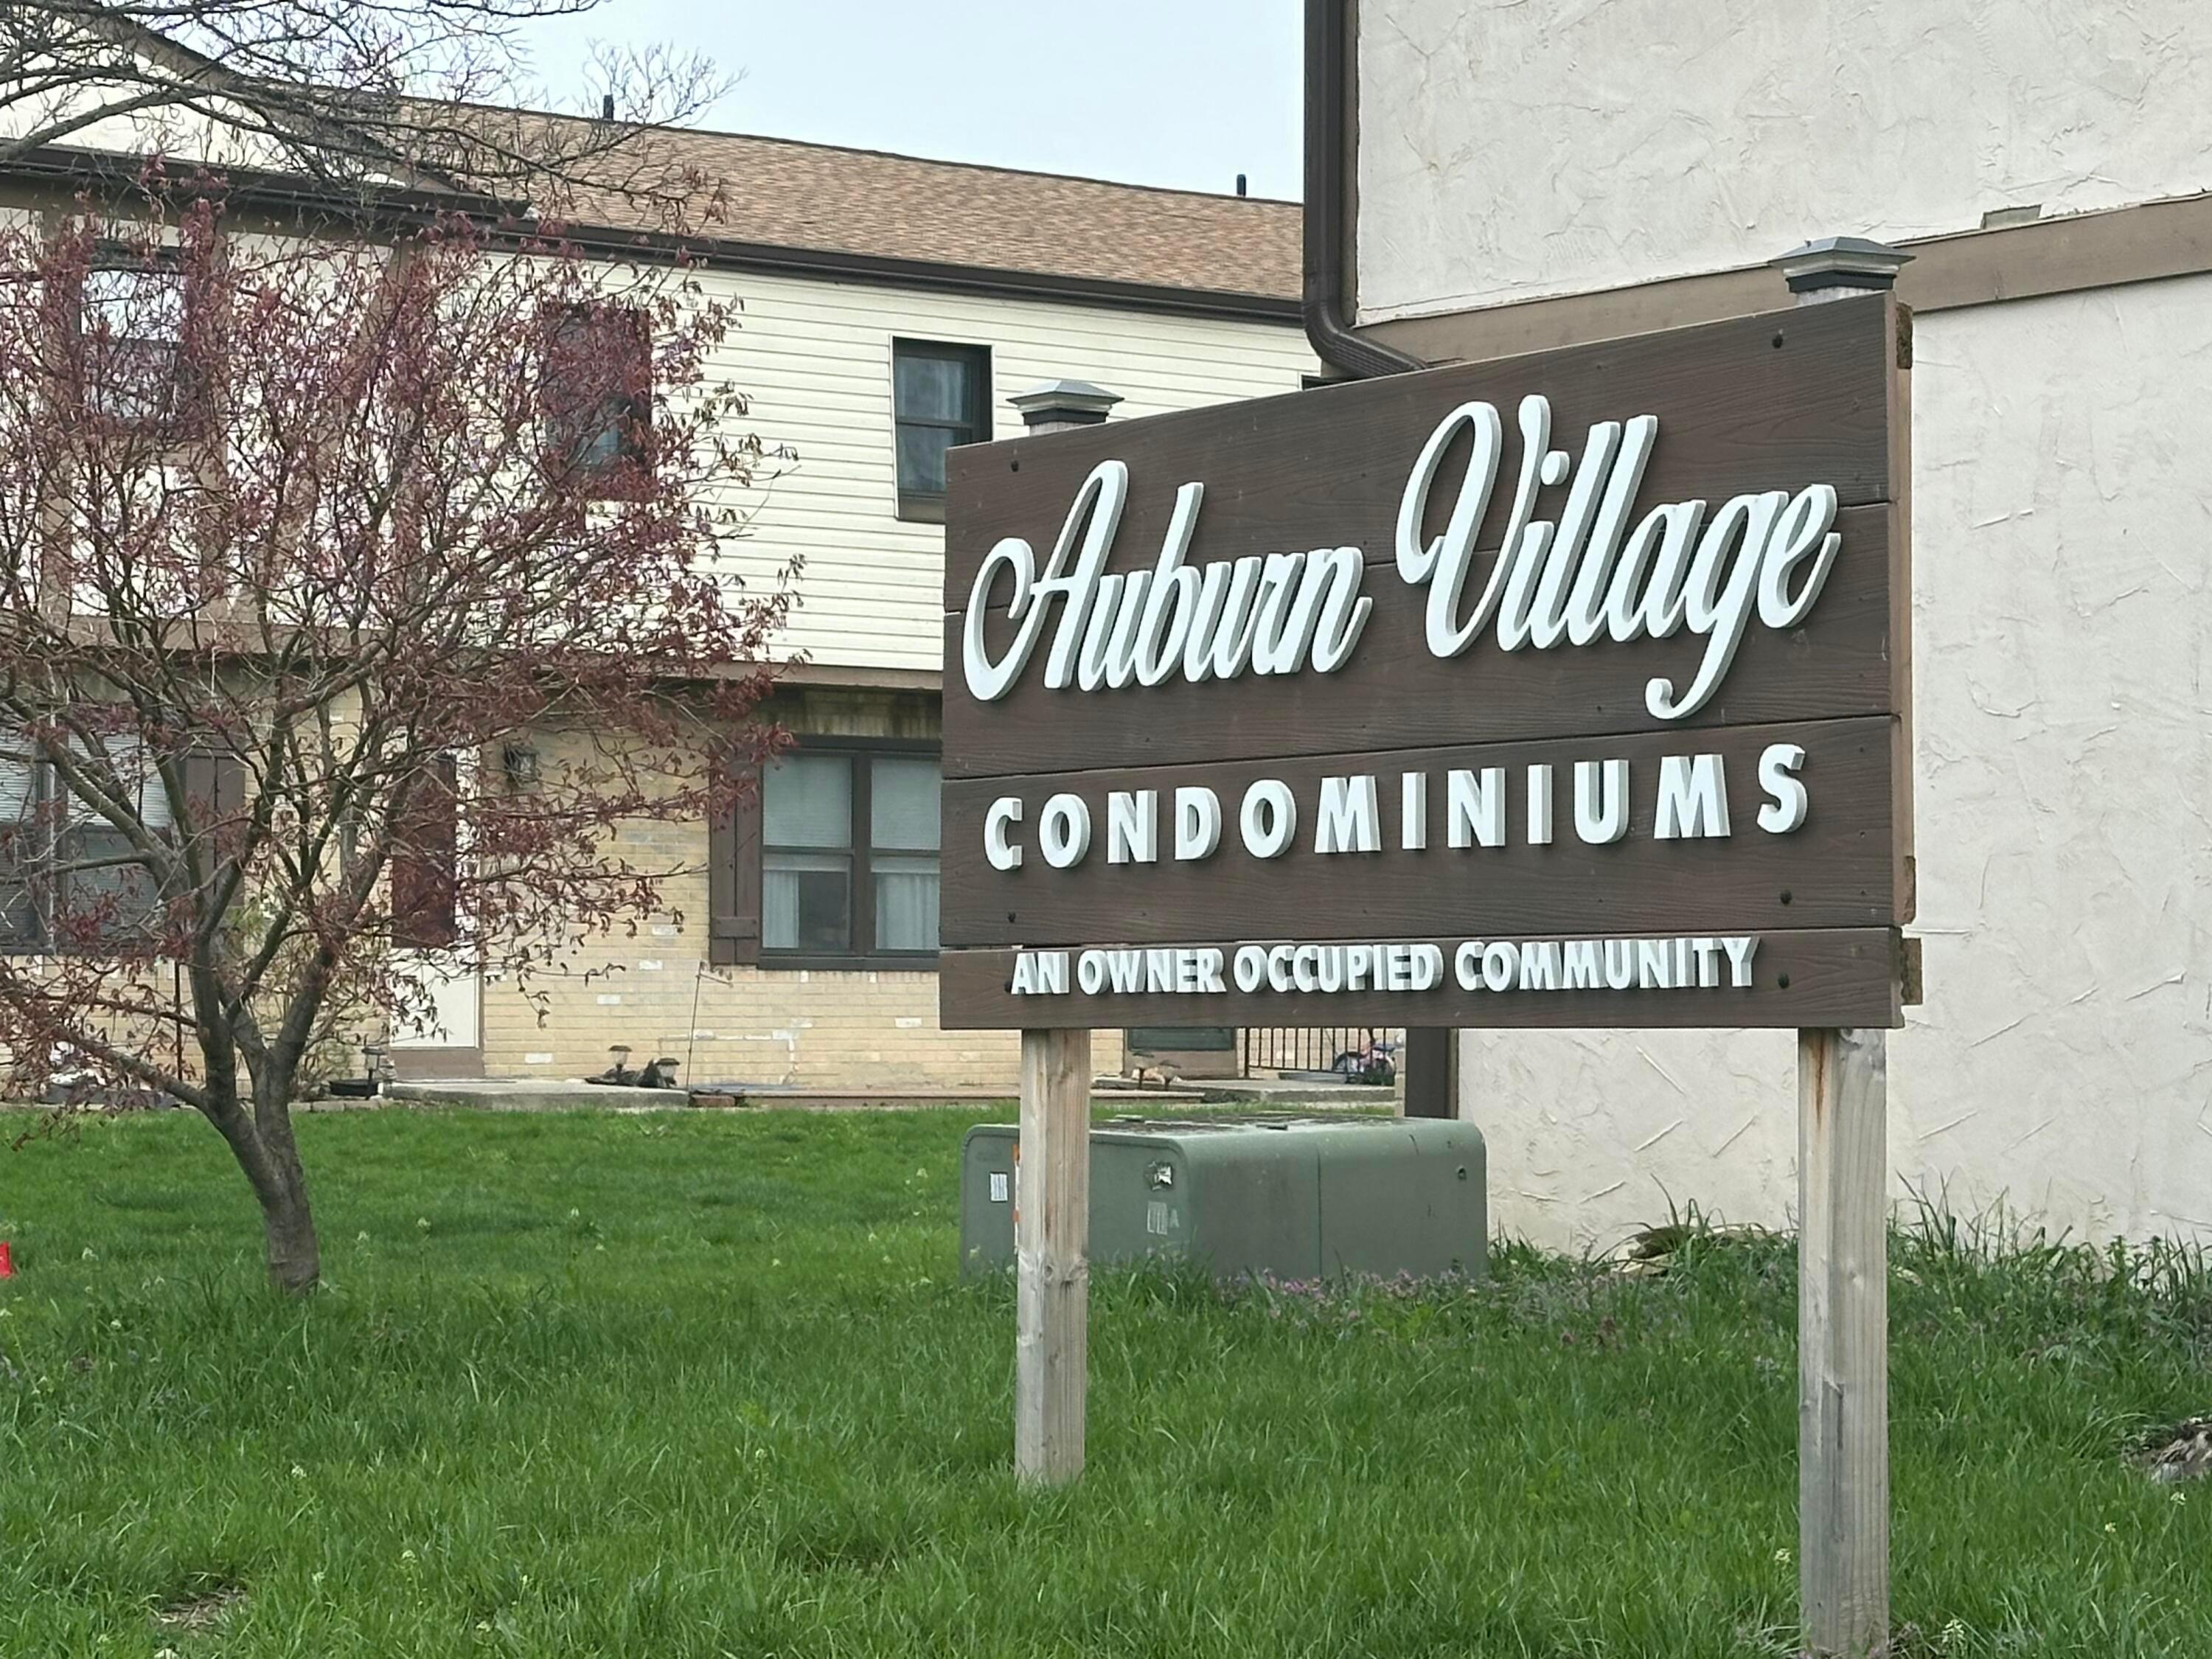 Auburn Village
CONDOMINIUMS
AN OWNER OCCUPIED COMMUNITY